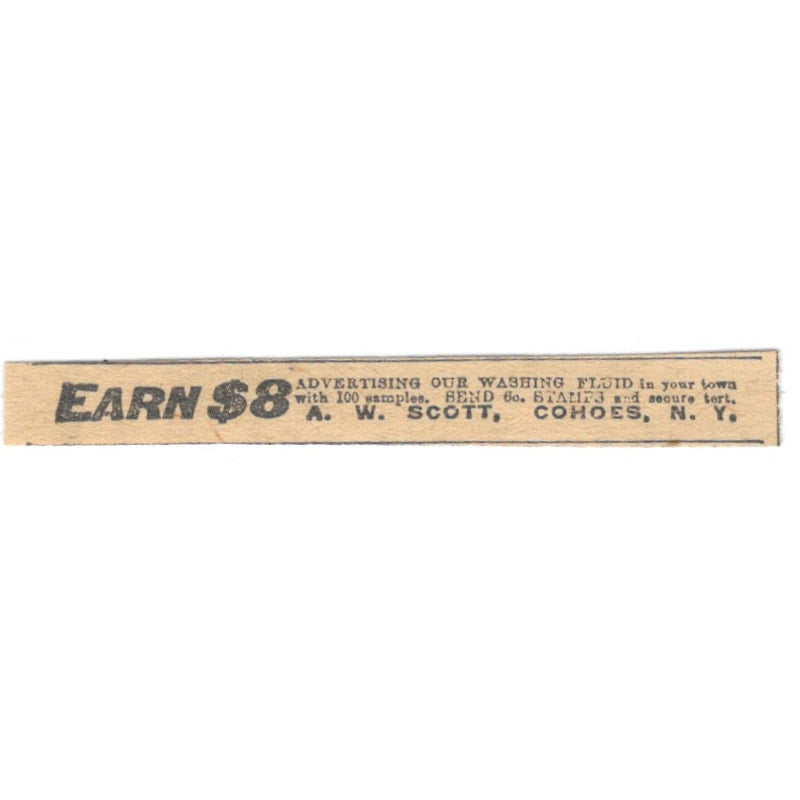 EARN $8 ADVERTISING OUR WASHING FLUID in your town
with 100 samples. SEND 6c. STAMPS and secure tert.
A. W. SCOTT, COHOES, N. Y.